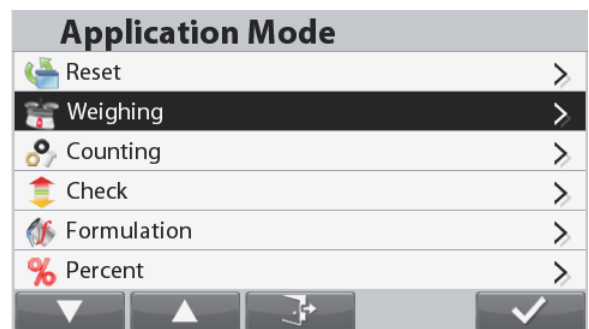 Application Mode
Reset
Weighing
Counting
Check
Formulation
Percent